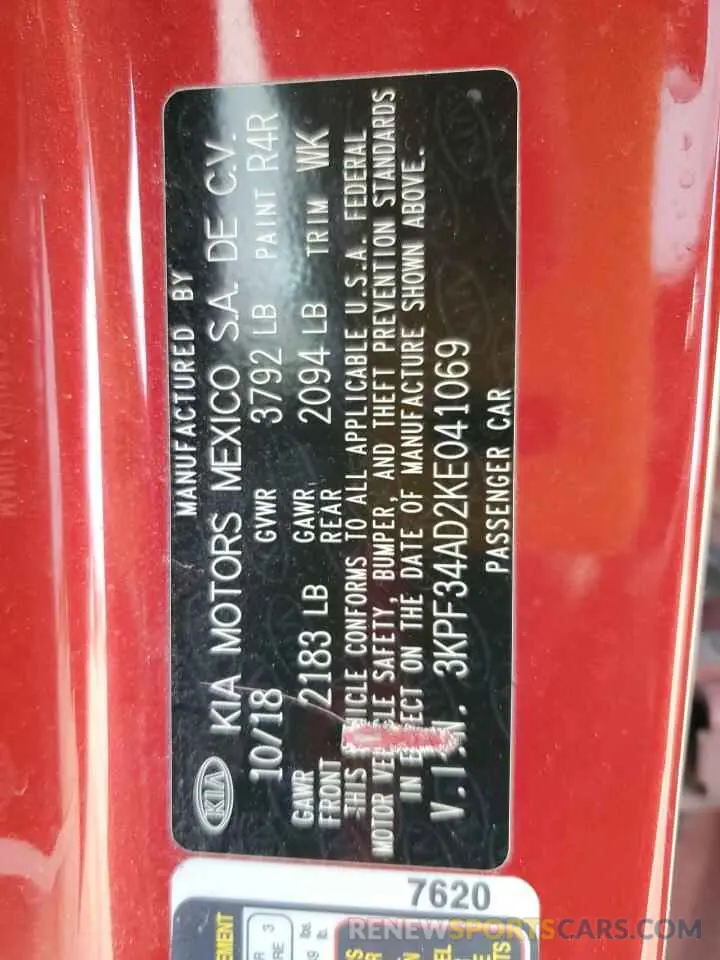 MANUFACTURED BY
KIA MOTORS MEXICO S.A. DE C.V.
KIA
10/18 GVWR 3792 LB PAINT R4R
GAWR FRONT 2183 LB GAWR REAR 2094 LB TRIM WK
THIS VEHICLE CONFORMS TO ALL APPLICABLE U.S.A. FEDERAL
MOTOR VEHICLE SAFETY, BUMPER, AND THEFT PREVENTION STANDARDS
IN EFFECT ON THE DATE OF MANUFACTURE SHOWN ABOVE.
V.I.N. 3KPF34AD2KE041069
PASSENGER CAR
7620
RENEWSPORTSCARS.COM